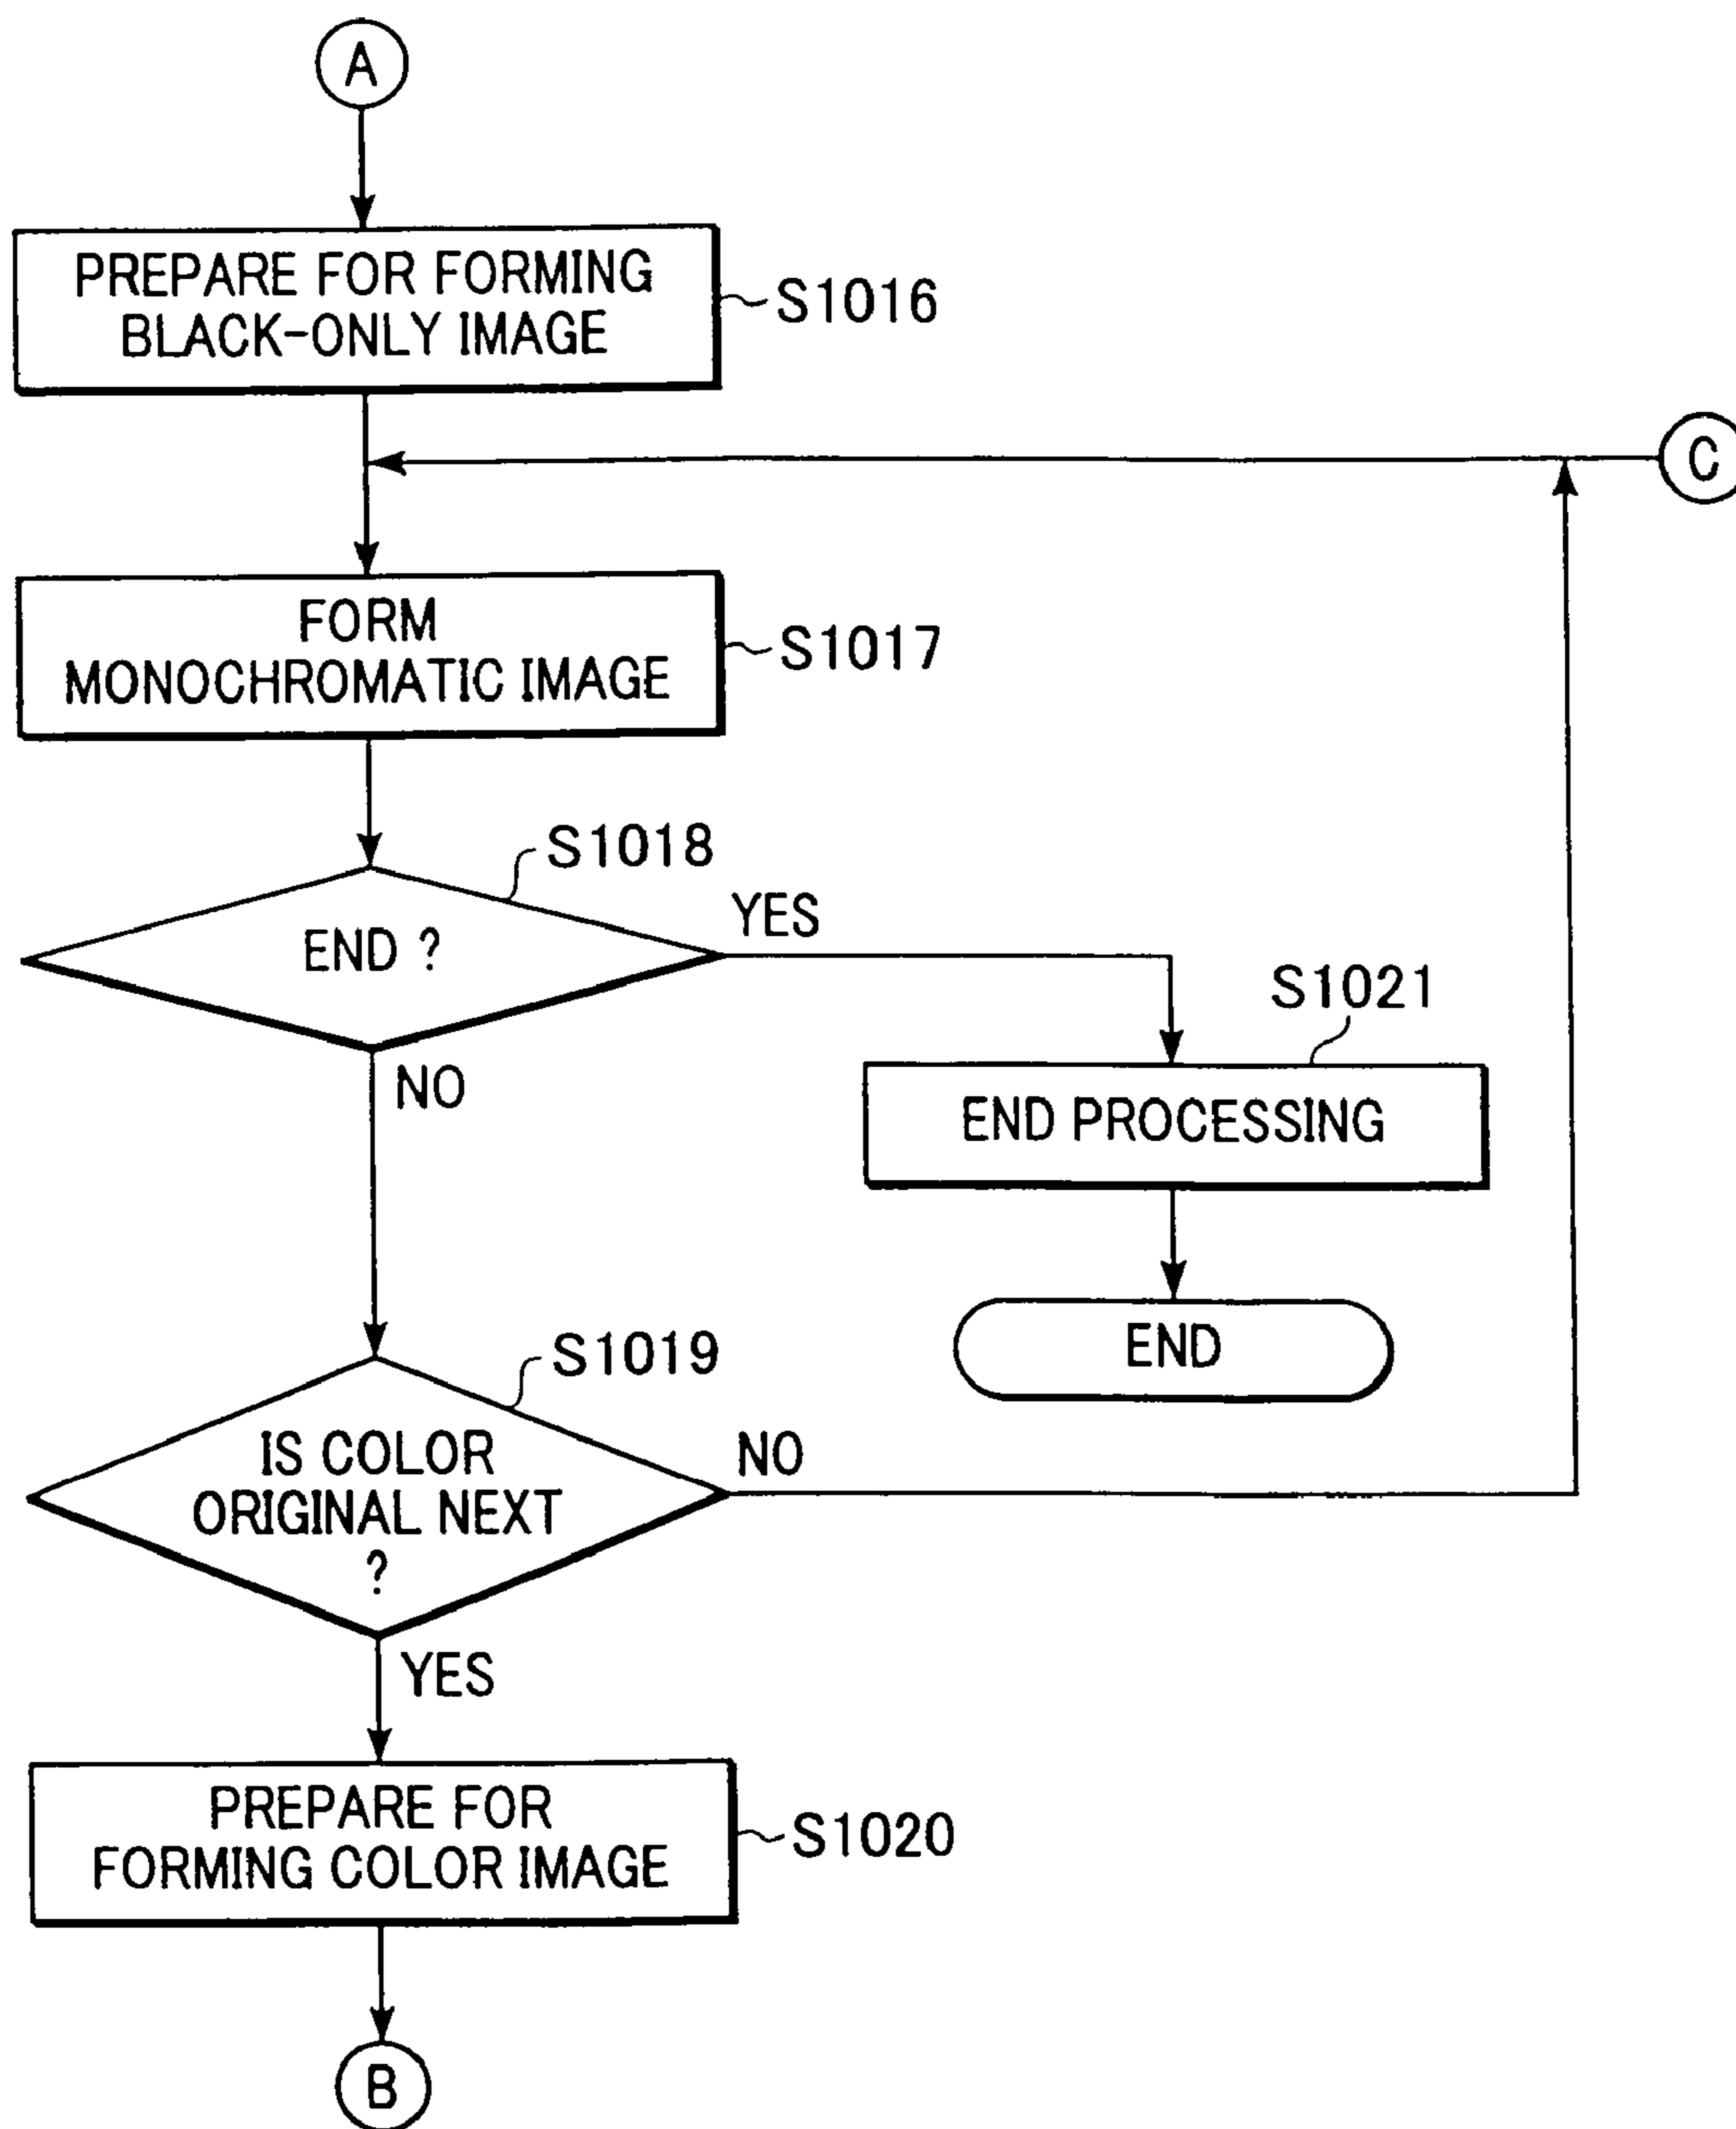 A
PREPARE FOR FORMING
BLACK-ONLY IMAGE
S1016
C
FORM
MONOCHROMATIC IMAGE
S1017
S1018
END ?
YES
NO
S1021
END PROCESSING
END
S1019
IS COLOR
ORIGINAL NEXT
?
NO
YES
PREPARE FOR
FORMING COLOR IMAGE
S1020
B